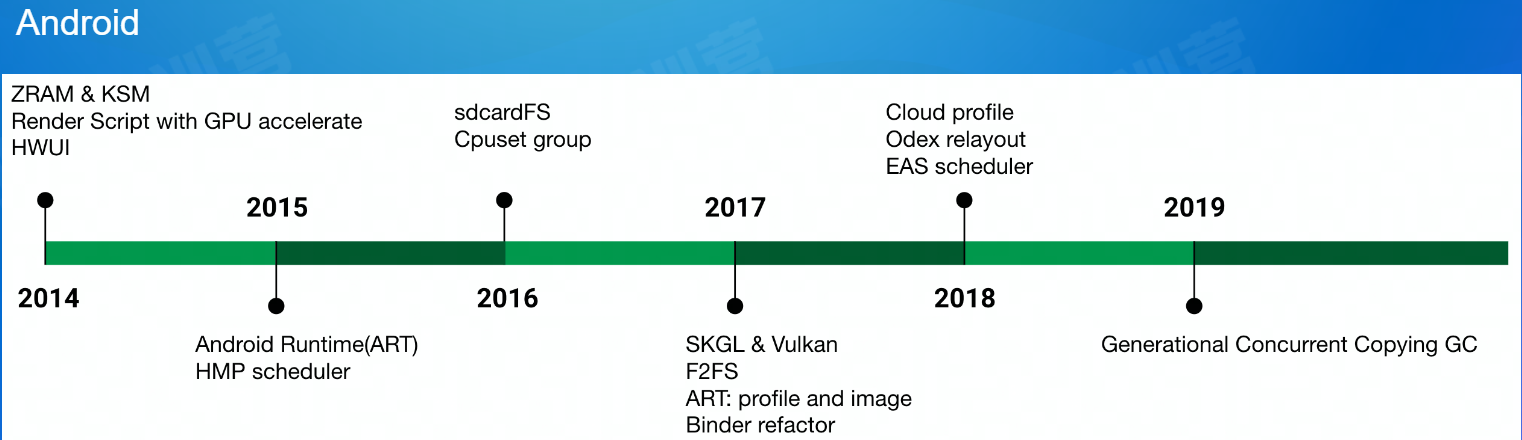 Android
ZRAM & KSM
Render Script with GPU accelerate
HWUI
2014
2015
Android Runtime(ART)
HMP scheduler
sdcardFS
Cpuset group
2016
2017
SKGL & Vulkan
F2FS
ART: profile and image
Binder refactor
Cloud profile
Odex relayout
EAS scheduler
2018
2019
Generational Concurrent Copying GC